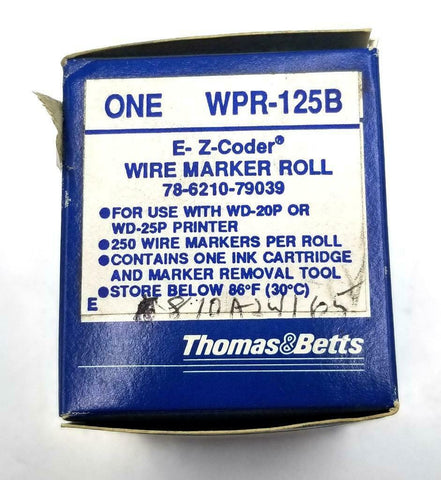 ONE WPR-125B
E- Z-Coder®
WIRE MARKER ROLL
78-6210-79039
●FOR USE WITH WD-20P OR
WD-25P PRINTER
●250 WIRE MARKERS PER ROLL
●CONTAINS ONE INK CARTRIDGE
AND MARKER REMOVAL TOOL
●STORE BELOW 86°F (30°C)
E
Thomas&Betts